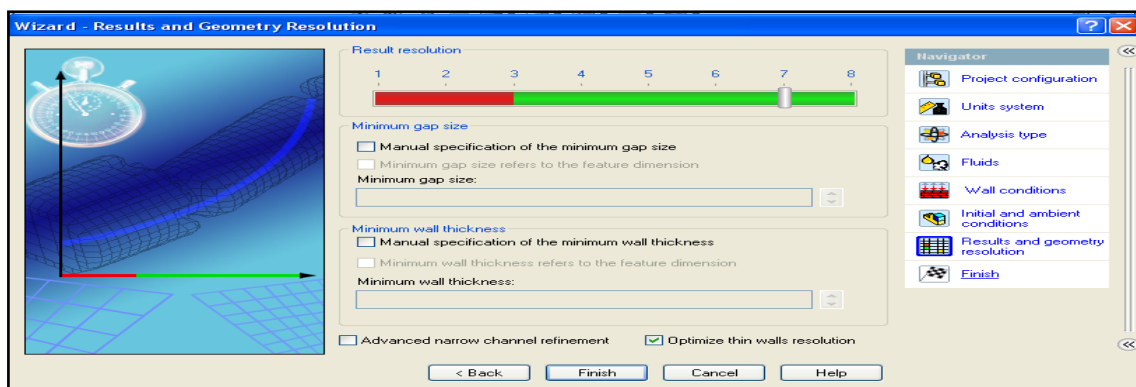 Wizard - Results and Geometry Resolution
Result resolution
1 2 3 4 5 6 7 8
Minimum gap size
Manual specification of the minimum gap size
Minimum gap size refers to the feature dimension
Minimum gap size:
Minimum wall thickness
Manual specification of the minimum wall thickness
Minimum wall thickness refers to the feature dimension
Minimum wall thickness:
Advanced narrow channel refinement Optimize thin walls resolution
< Back Finish Cancel Help
Navigator
Project configuration
Units system
Analysis type
Fluids
Wall conditions
Initial and ambient
conditions
Results and geometry
resolution
Finish